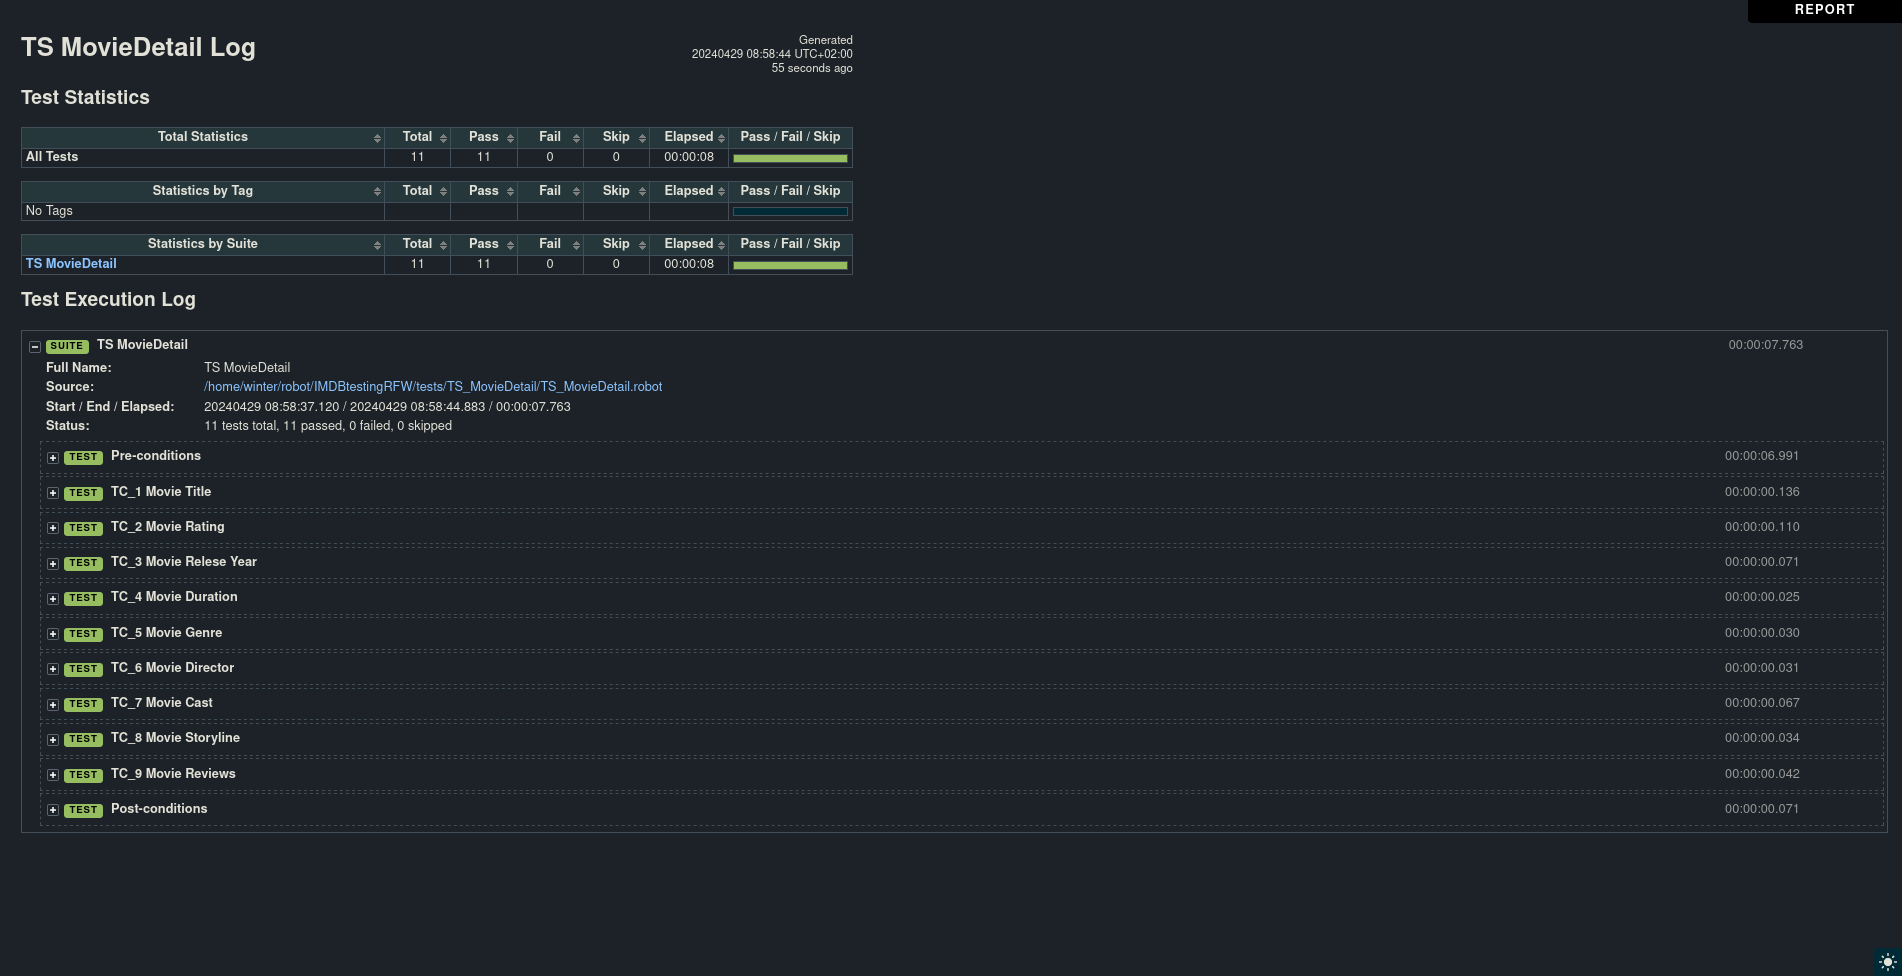 REPORT
TS MovieDetail Log
Generated
20240429 08:58:44 UTC+02:00
55 seconds ago
Test Statistics
Total Statistics Total Pass Fail Skip Elapsed Pass / Fail / Skip
All Tests 11 11 0 0 00:00:08
Statistics by Tag Total Pass Fail Skip Elapsed Pass / Fail / Skip
No Tags
Statistics by Suite Total Pass Fail Skip Elapsed Pass / Fail / Skip
TS MovieDetail 11 11 0 0 00:00:08
Test Execution Log
SUITE TS MovieDetail 00:00:07.763
Full Name: TS MovieDetail
Source: /home/winter/robot/IMDBtestingRFW/tests/TS_MovieDetail/TS_MovieDetail.robot
Start / End / Elapsed: 20240429 08:58:37.120 / 20240429 08:58:44.883 / 00:00:07.763
Status: 11 tests total, 11 passed, 0 failed, 0 skipped
TEST Pre-conditions 00:00:06.991
TEST TC_1 Movie Title 00:00:00.136
TEST TC_2 Movie Rating 00:00:00.110
TEST TC_3 Movie Relese Year 00:00:00.071
TEST TC_4 Movie Duration 00:00:00.025
TEST TC_5 Movie Genre 00:00:00.030
TEST TC_6 Movie Director 00:00:00.031
TEST TC_7 Movie Cast 00:00:00.067
TEST TC_8 Movie Storyline 00:00:00.034
TEST TC_9 Movie Reviews 00:00:00.042
TEST Post-conditions 00:00:00.071